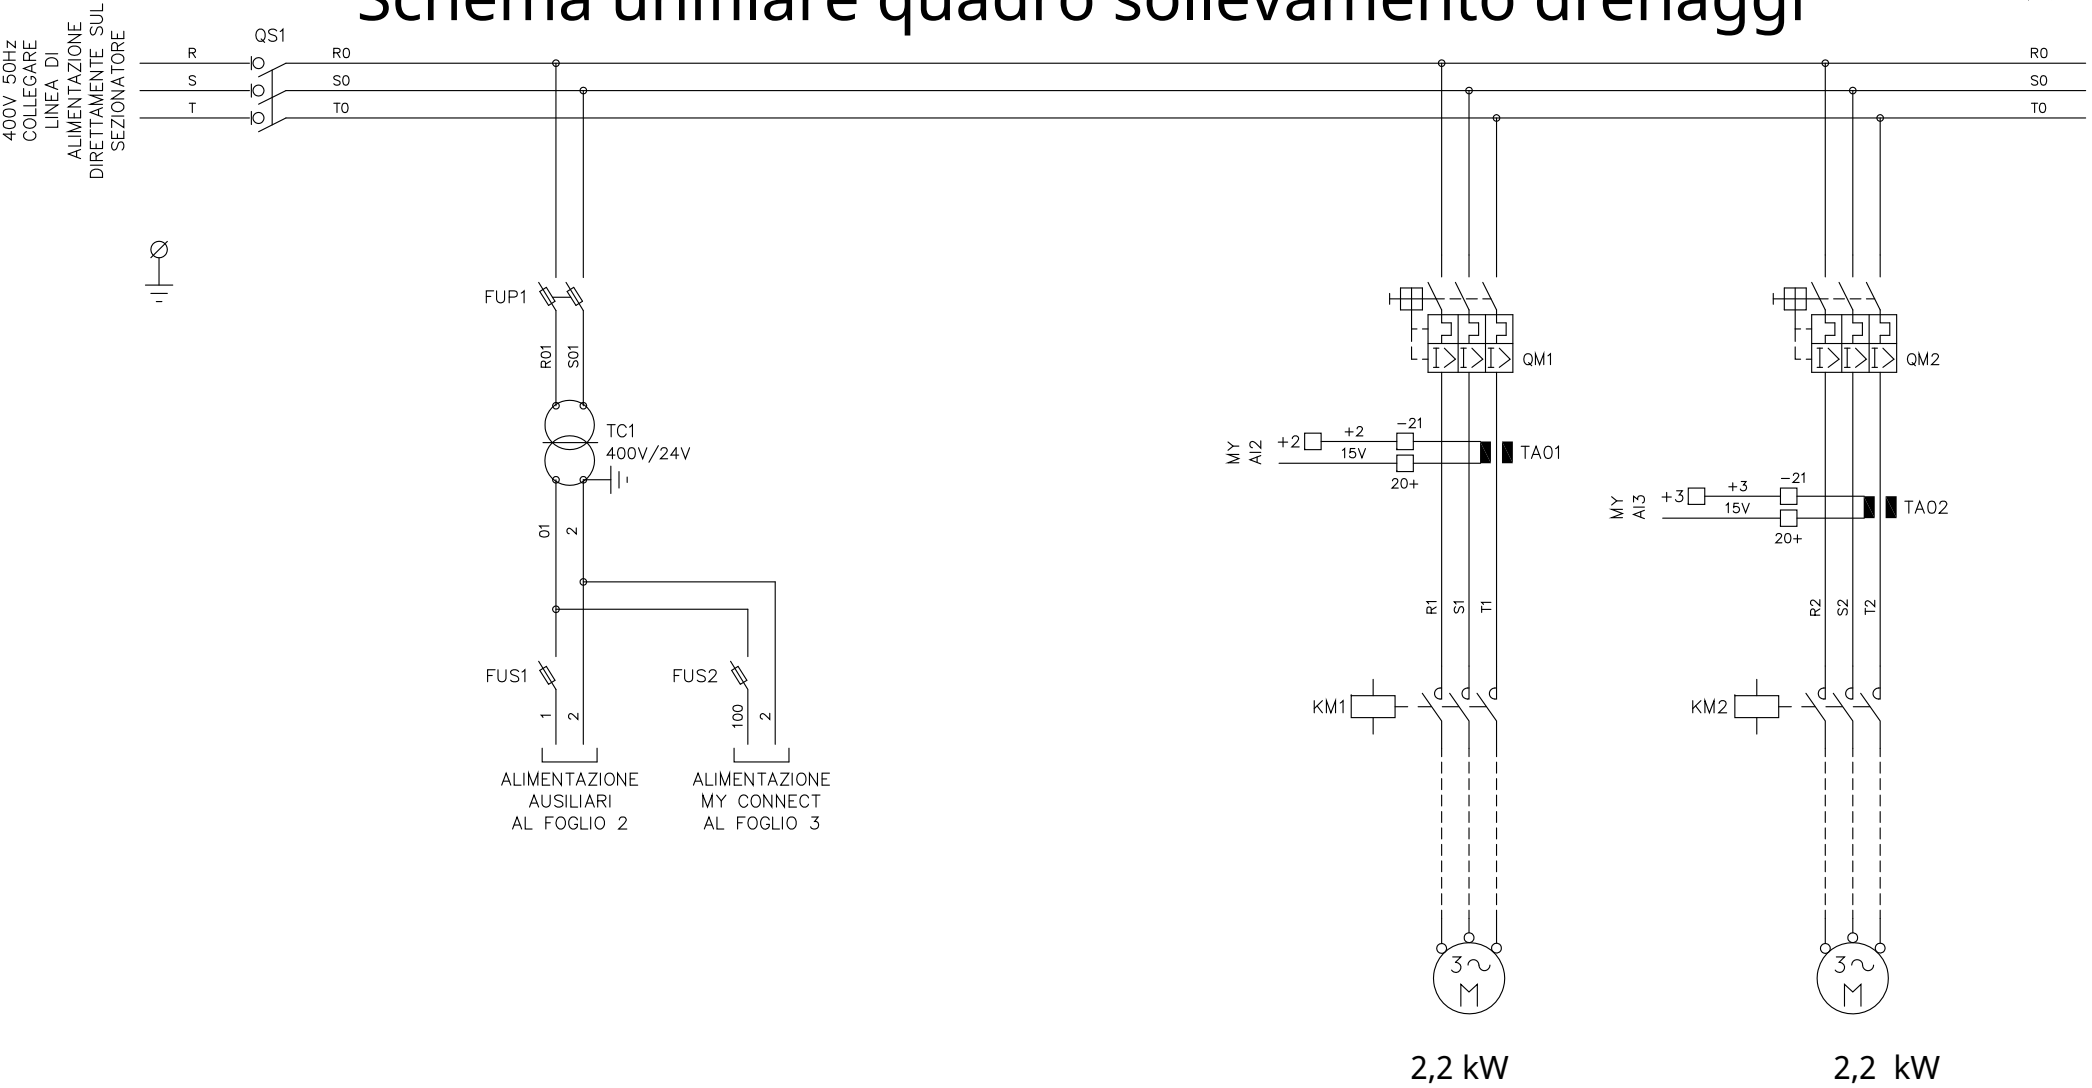 Schema unifilare quadro sollevamento drenaggi
400V 50Hz
COLLEGARE
LINEA DI
ALIMENTAZIONE
DIRETTAMENTE SUL
SEZIONATORE
QS1
R
R0
R0
S
S0
S0
T
T0
T0
FUP1
R01
S01
TC1
400V/24V
01
2
FUS1
1
2
FUS2
100
2
ALIMENTAZIONE
AUSILIARI
AL FOGLIO 2
ALIMENTAZIONE
MY CONNECT
AL FOGLIO 3
QM1
MY
AI2
+2
+2
-21
15V
20+
TA01
R1
S1
T1
KM1
3~
M
2,2 kW
QM2
MY
AI3
+3
+3
-21
15V
20+
TA02
R2
S2
T2
KM2
3~
M
2,2 kW